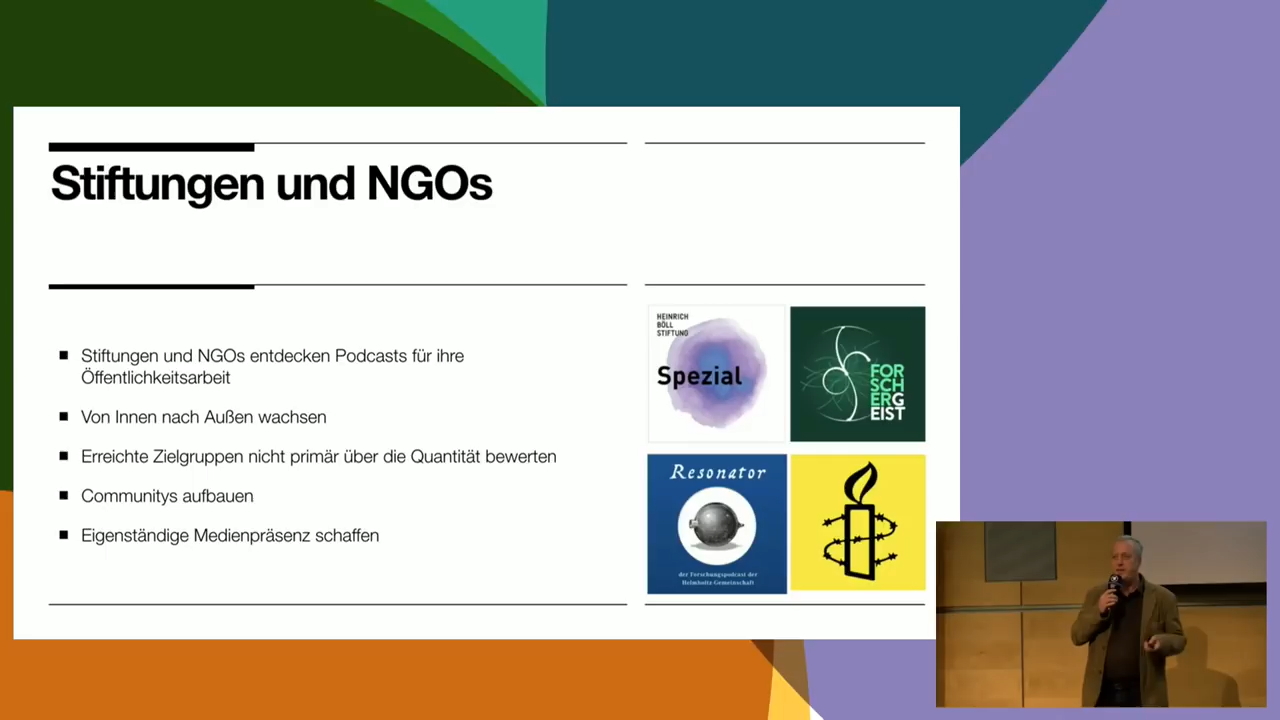 Stiftungen und NGOs
Stiftungen und NGOs entdecken Podcasts für ihre
Öffentlichkeitsarbeit
Von Innen nach Außen wachsen
Erreichte Zielgruppen nicht primär über die Quantität bewerten
Communitys aufbauen
Eigenständige Medienpräsenz schaffen
HEINRICH
BÖLL
STIFTUNG
Spezial
FOR
SCH
ERG
EIST
Resonator
der Forschungspodcast der
Helmholtz Gemeinschaft